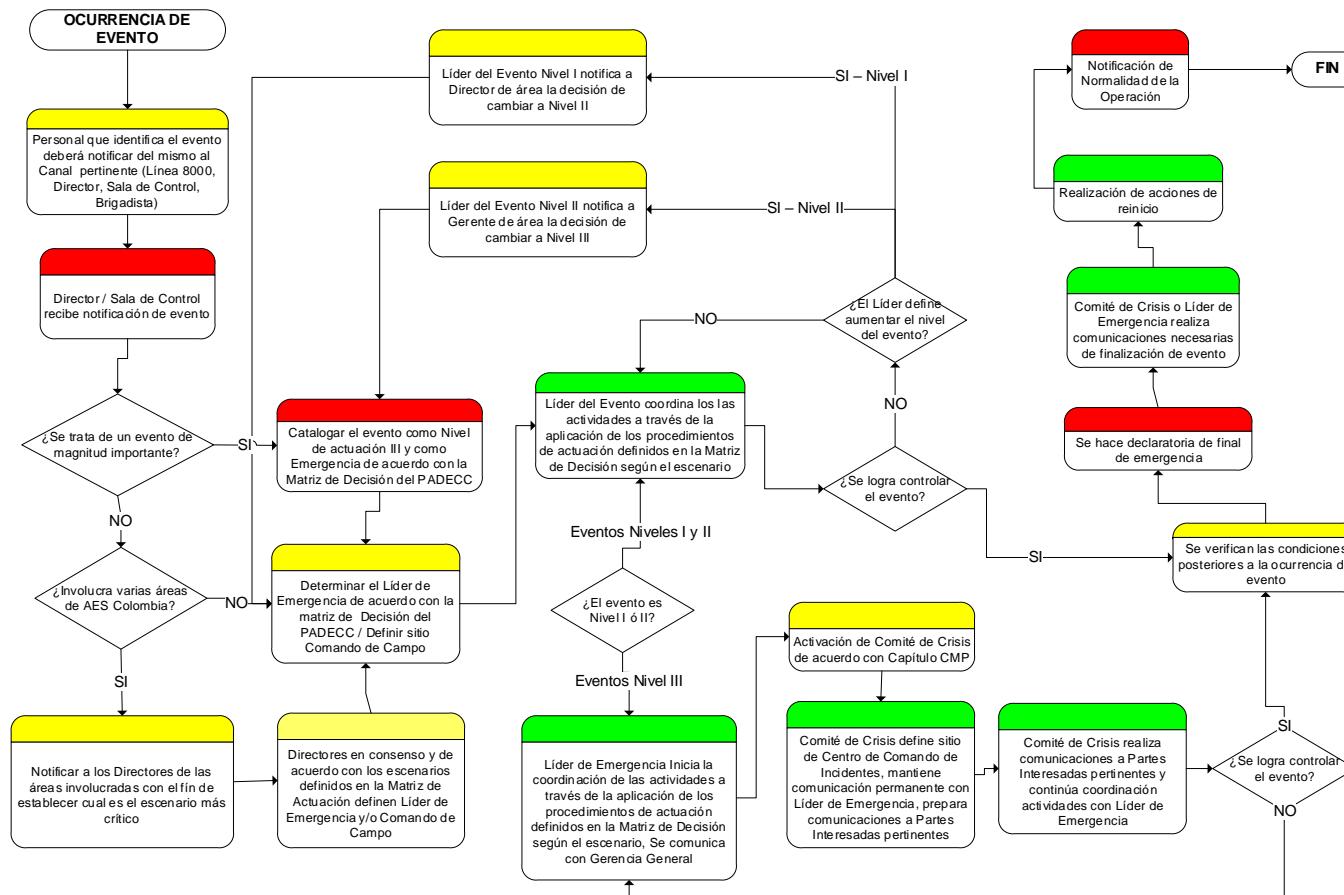 OCURRENCIA DE
EVENTO
Personal que identifica el evento
deberá notificar del mismo al
Canal pertinente (Línea 8000,
Director, Sala de Control,
Brigadista)
Director / Sala de Control
recibe notificación de evento
¿Se trata de un evento de
magnitud importante?
SI
NO
¿Involucra varias áreas
de AES Colombia?
NO
SI
Notificar a los Directores de las
áreas involucradas con el fín de
establecer cual es el escenario más
crítico
Directores en consenso y de
acuerdo con los escenarios
definidos en la Matriz de
Actuación definen Líder de
Emergencia y/o Comando de
Campo
Catalogar el evento como Nivel
de actuación III y como
Emergencia de acuerdo con la
Matriz de Decisión del PADECC
Determinar el Líder de
Emergencia de acuerdo con la
matriz de Decisión del
PADECC / Definir sitio
Comando de Campo
Líder del Evento Nivel I notifica a
Director de área la decisión de
cambiar a Nivel II
SI – Nivel I
Líder del Evento Nivel II notifica a
Gerente de área la decisión de
cambiar a Nivel III
SI – Nivel II
¿El Líder define
aumentar el nivel
del evento?
NO
Líder del Evento coordina los las
actividades a través de la
aplicación de los procedimientos
de actuación definidos en la Matriz
de Decisión según el escenario
NO
¿Se logra controlar
el evento?
SI
Eventos Niveles I y II
¿El evento es
Nivel I ó II?
Eventos Nivel III
Líder de Emergencia Inicia la
coordinación de las actividades a
través de la aplicación de los
procedimientos de actuación
definidos en la Matriz de Decisión
según el escenario, Se comunica
con Gerencia General
Activación de Comité de Crisis
de acuerdo con Capítulo CMP
Comité de Crisis define sitio
de Centro de Comando de
Incidentes, mantiene
comunicación permanente con
Líder de Emergencia, prepara
comunicaciones a Partes
Interesadas pertinentes
Comité de Crisis realiza
comunicaciones a Partes
Interesadas pertinentes y
continúa coordinación
actividades con Líder de
Emergencia
¿Se logra controlar
el evento?
SI
NO
Se verifican las condiciones
posteriores a la ocurrencia d
evento
Se hace declaratoria de final
de emergencia
Comité de Crisis o Líder de
Emergencia realiza
comunicaciones necesarias
de finalización de evento
Realización de acciones de
reinicio
Notificación de
Normalidad de la
Operación
FIN